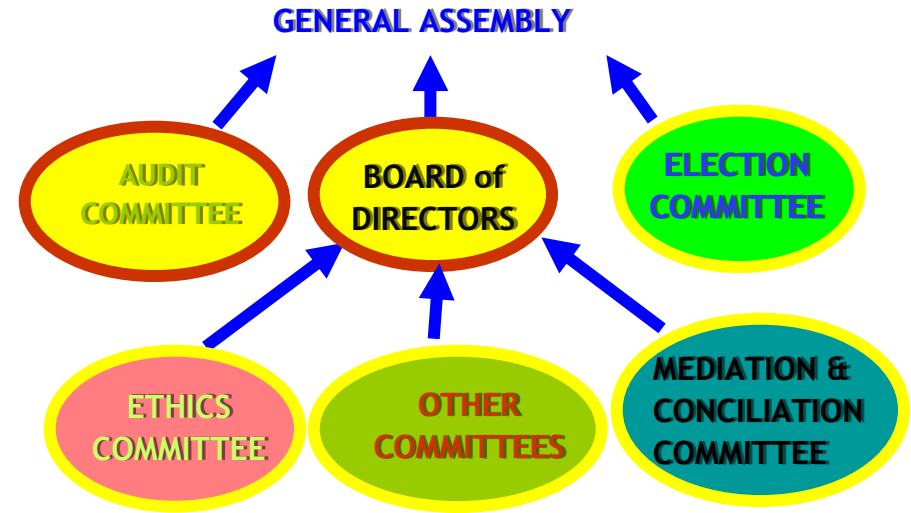 GENERAL ASSEMBLY
AUDIT
COMMITTEE
BOARD of
DIRECTORS
ELECTION
COMMITTEE
ETHICS
COMMITTEE
OTHER
COMMITTEES
MEDIATION &
CONCILIATION
COMMITTEE